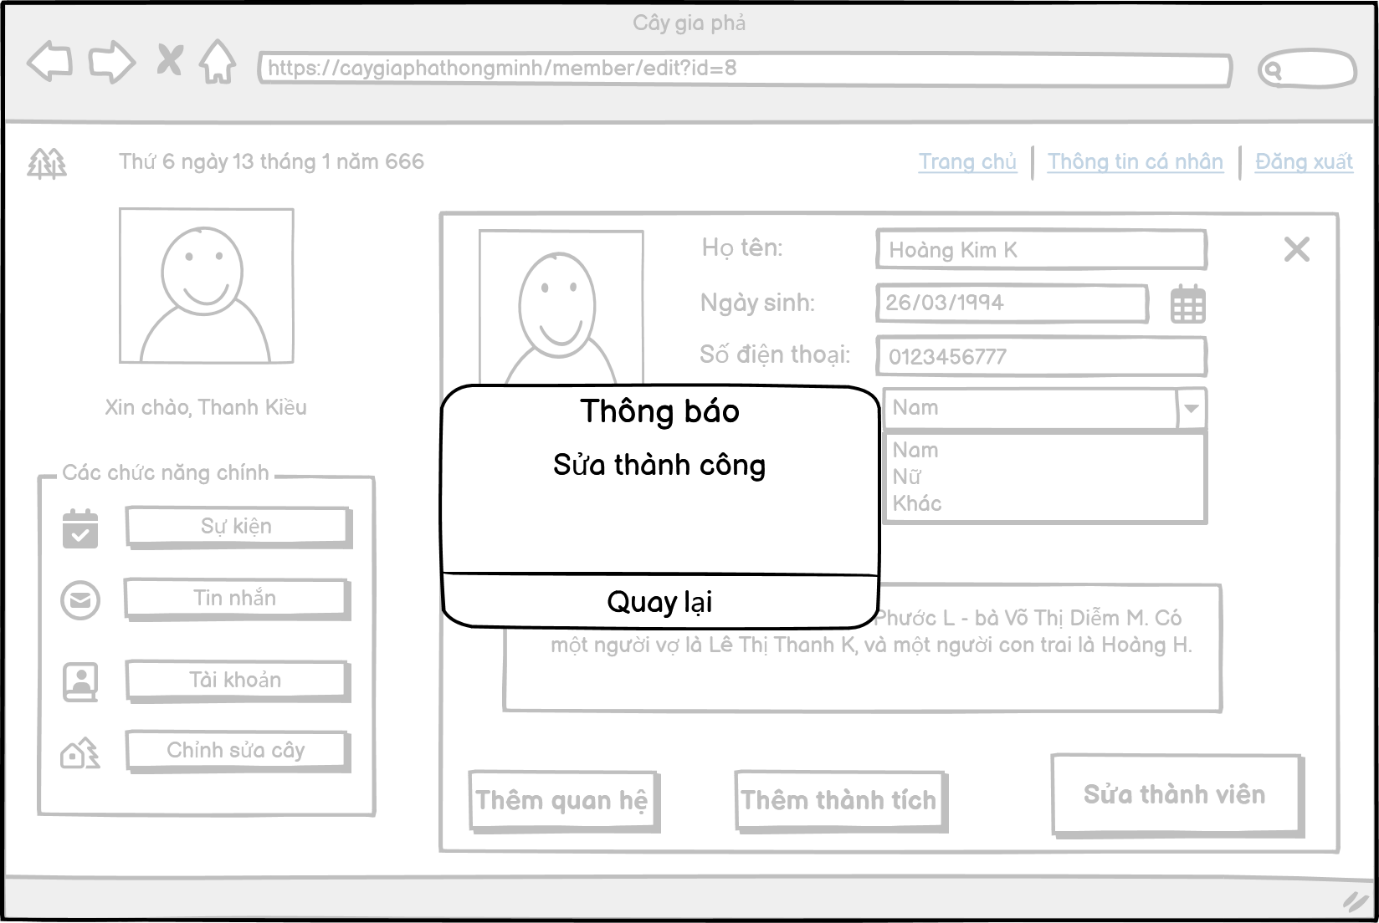 Cây gia phả
https://caygiaphathongminh/member/edit?id=8
Thứ 6 ngày 13 tháng 1 năm 666
Trang chủ
Thông tin cá nhân
Đăng xuất
Xin chào, Thanh Kiều
Các chức năng chính
Sự kiện
Tin nhắn
Tài khoản
Chỉnh sửa cây
Họ tên:
Hoàng Kim K
Ngày sinh:
26/03/1994
Số điện thoại:
0123456777
Nam
Nam
Nữ
Khác
Thông báo
Sửa thành công
Quay lại
Phước L - bà Võ Thị Diễm M. Có
một người vợ là Lê Thị Thanh K, và một người con trai là Hoàng H.
Thêm quan hệ
Thêm thành tích
Sửa thành viên